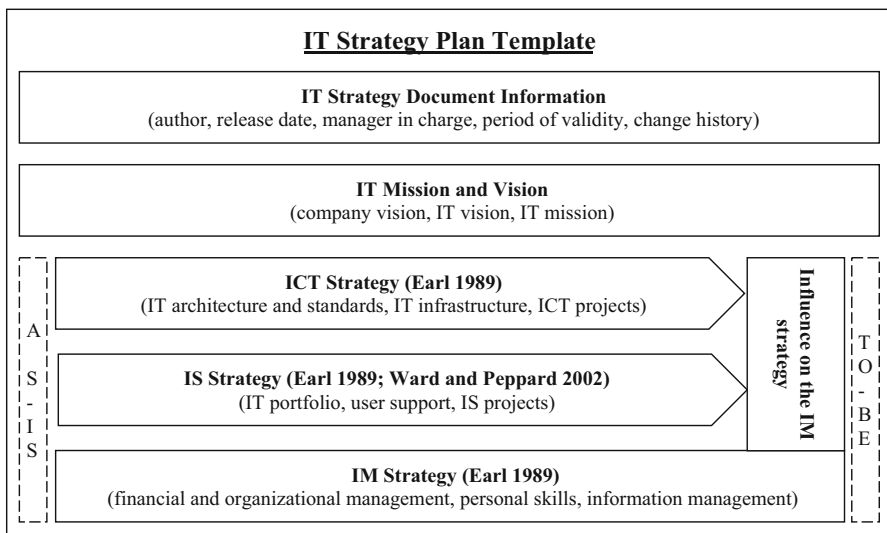 IT Strategy Plan Template
IT Strategy Document Information
(author, release date, manager in charge, period of validity, change history)
IT Mission and Vision
(company vision, IT vision, IT mission)
A S-IS
ICT Strategy (Earl 1989)
(IT architecture and standards, IT infrastructure, ICT projects)
IS Strategy (Earl 1989; Ward and Peppard 2002)
(IT portfolio, user support, IS projects)
IM Strategy (Earl 1989)
(financial and organizational management, personal skills, information management)
Influence on the IM
strategy
TO-BE